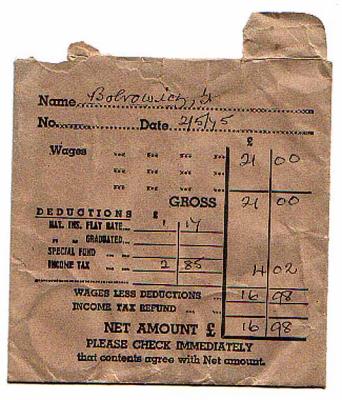 Name Bobrowich,
No. Date 2/5/75
£
Wages 21 00
GROSS 21 00
DEDUCTIONS £
NAT. INS. FLAT RATE 1 17
" " GRADUATED
SPECIAL FUND
INCOME TAX 2 85 4 02
WAGES LESS DEDUCTIONS 16 98
INCOME TAX REFUND
NET AMOUNT £ 16 98
PLEASE CHECK IMMEDIATELY
that contents agree with Net amount.